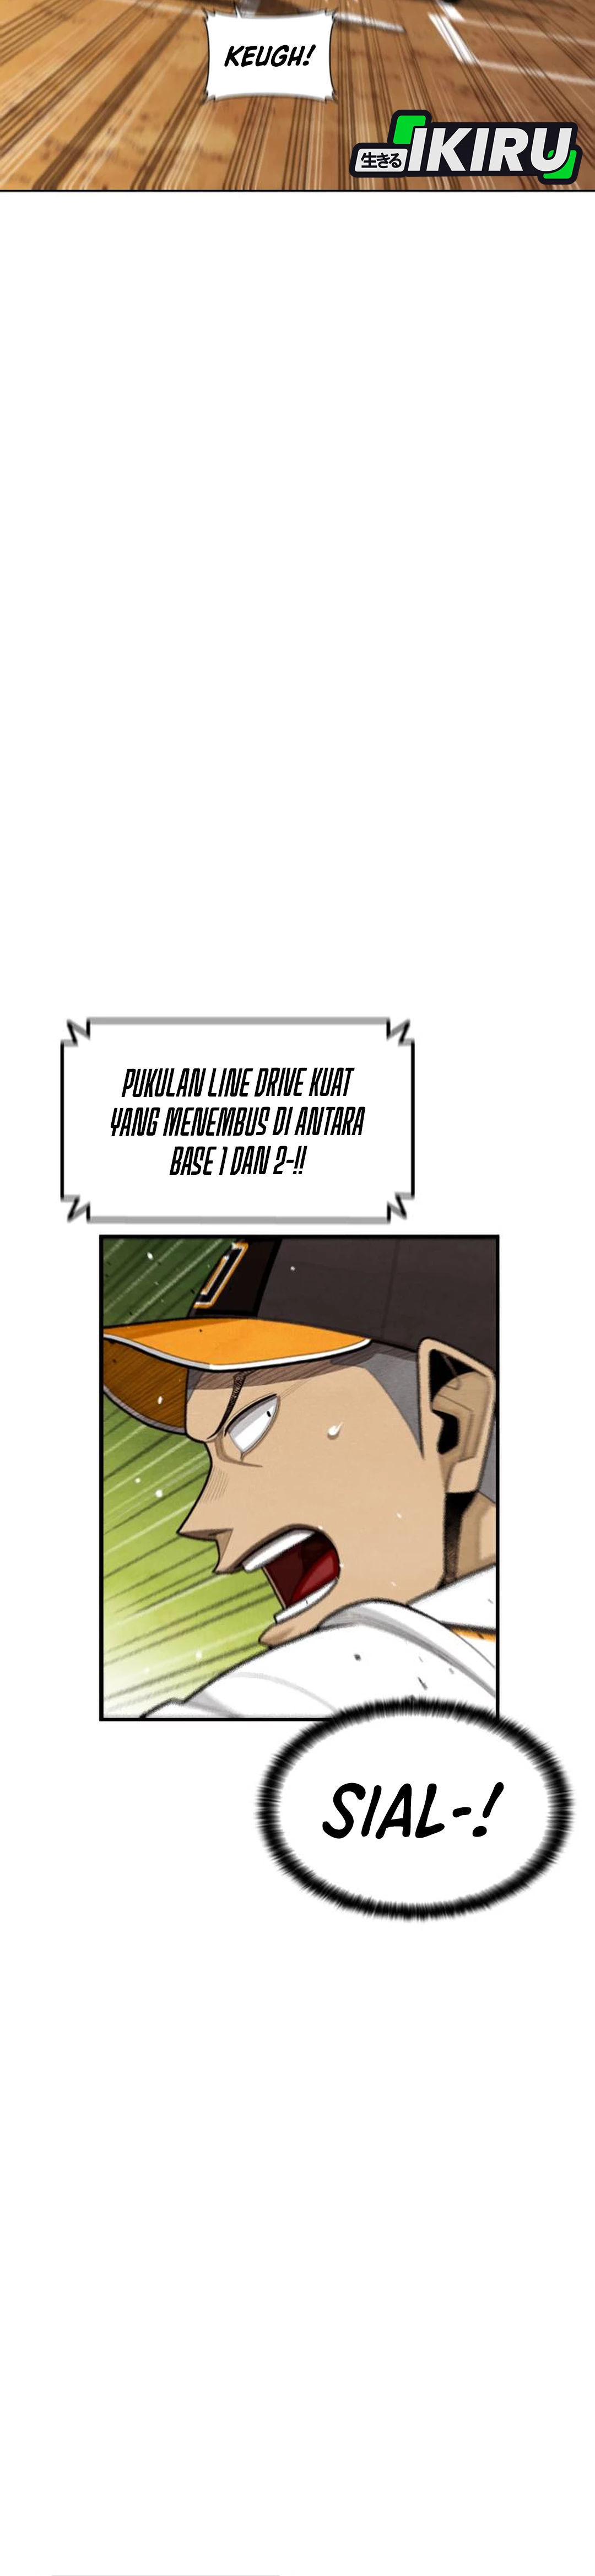 KEUGH!
生きる IKIRU
PUKULAN LINE DRIVE KUAT
YANG MENEMBUS DI ANTARA
BASE 1 DAN 2-!!
SIAL-!